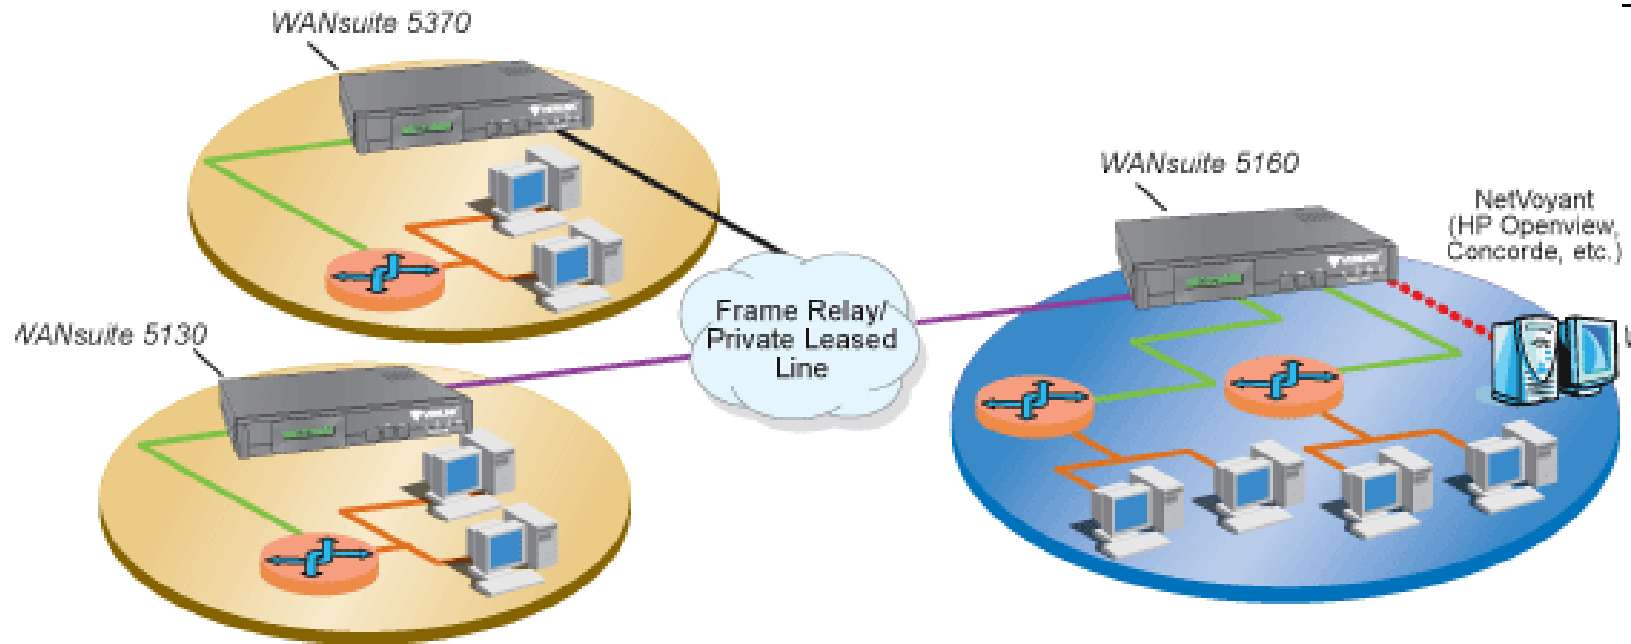 WANsuite 5370
WANsuite 5160
NetVoyant
(HP Openview,
Concorde, etc.)
Frame Relay/
Private Leased
Line
WANsuite 5130